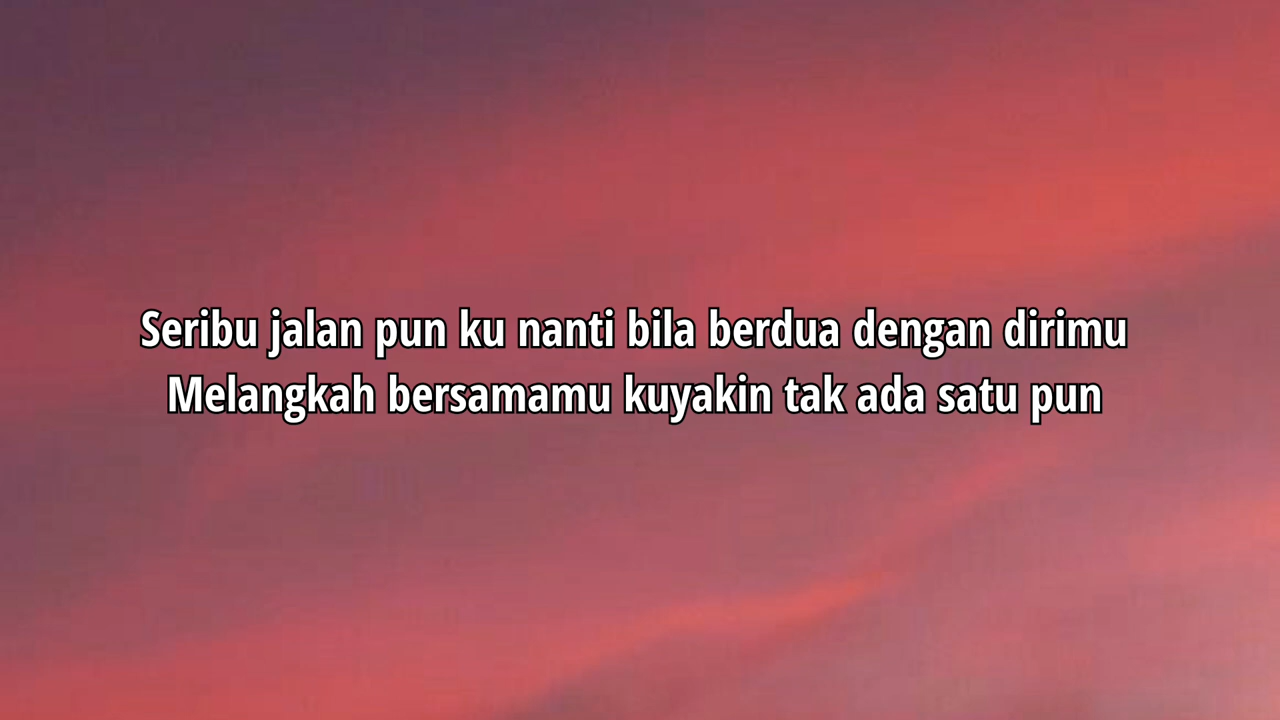 Seribu jalan pun ku nanti bila berdua dengan dirimu
Melangkah bersamamu kuyakin tak ada satu pun